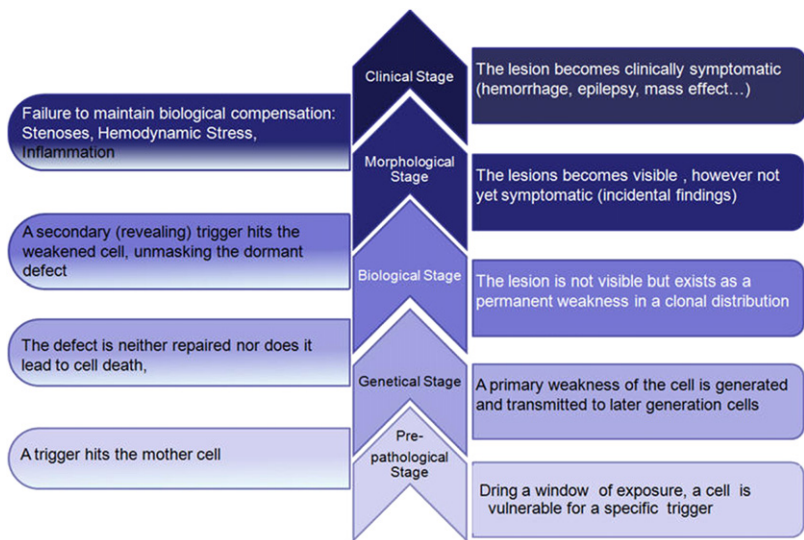 Clinical Stage
The lesion becomes clinically symptomatic
(hemorrhage, epilepsy, mass effect…)
Failure to maintain biological compensation:
Stenoses, Hemodynamic Stress,
Inflammation
Morphological
Stage
The lesions becomes visible , however not
yet symptomatic (incidental findings)
A secondary (revealing) trigger hits the
weakened cell, unmasking the dormant
defect
Biological Stage
The lesion is not visible but exists as a
permanent weakness in a clonal distribution
The defect is neither repaired nor does it
lead to cell death,
Genetical Stage
A primary weakness of the cell is generated
and transmitted to later generation cells
A trigger hits the mother cell
Pre-
pathological
Stage
Dring a window of exposure, a cell is
vulnerable for a specific trigger